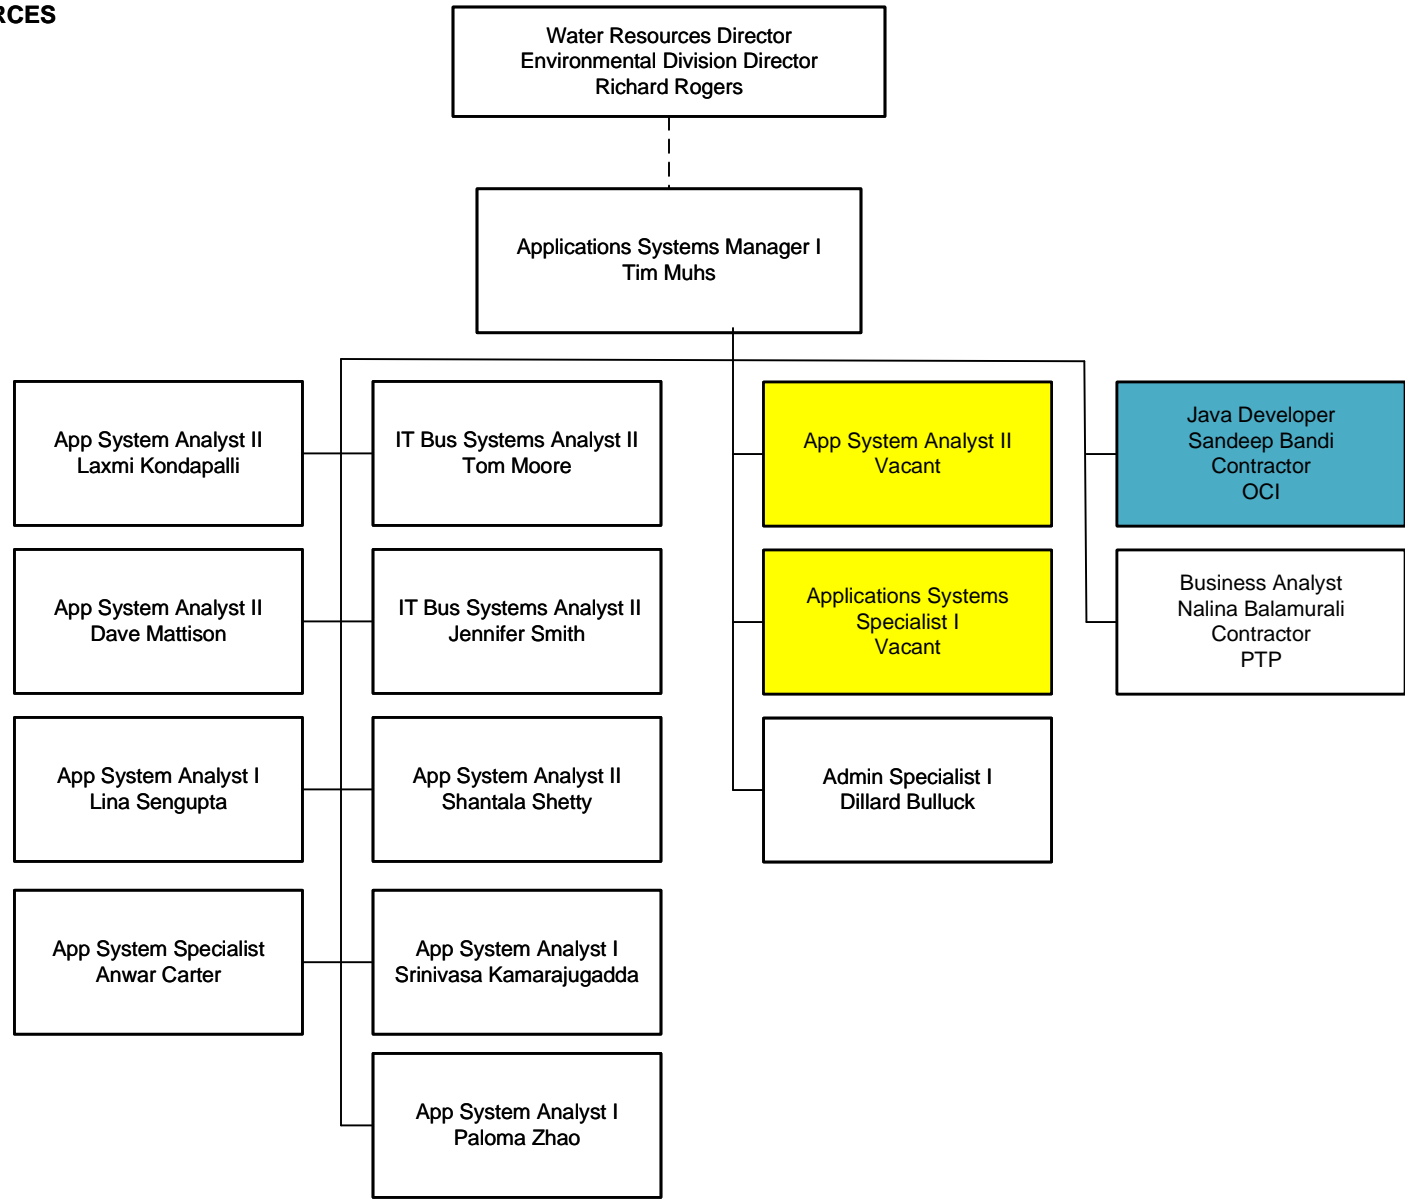 RCES
Water Resources Director
Environmental Division Director
Richard Rogers
Applications Systems Manager I
Tim Muhs
App System Analyst II
Laxmi Kondapalli
IT Bus Systems Analyst II
Tom Moore
App System Analyst II
Vacant
Java Developer
Sandeep Bandi
Contractor
OCI
App System Analyst II
Dave Mattison
IT Bus Systems Analyst II
Jennifer Smith
Applications Systems
Specialist I
Vacant
Business Analyst
Nalina Balamurali
Contractor
PTP
App System Analyst I
Lina Sengupta
App System Analyst II
Shantala Shetty
Admin Specialist I
Dillard Bulluck
App System Specialist
Anwar Carter
App System Analyst I
Srinivasa Kamarajugadda
App System Analyst I
Paloma Zhao